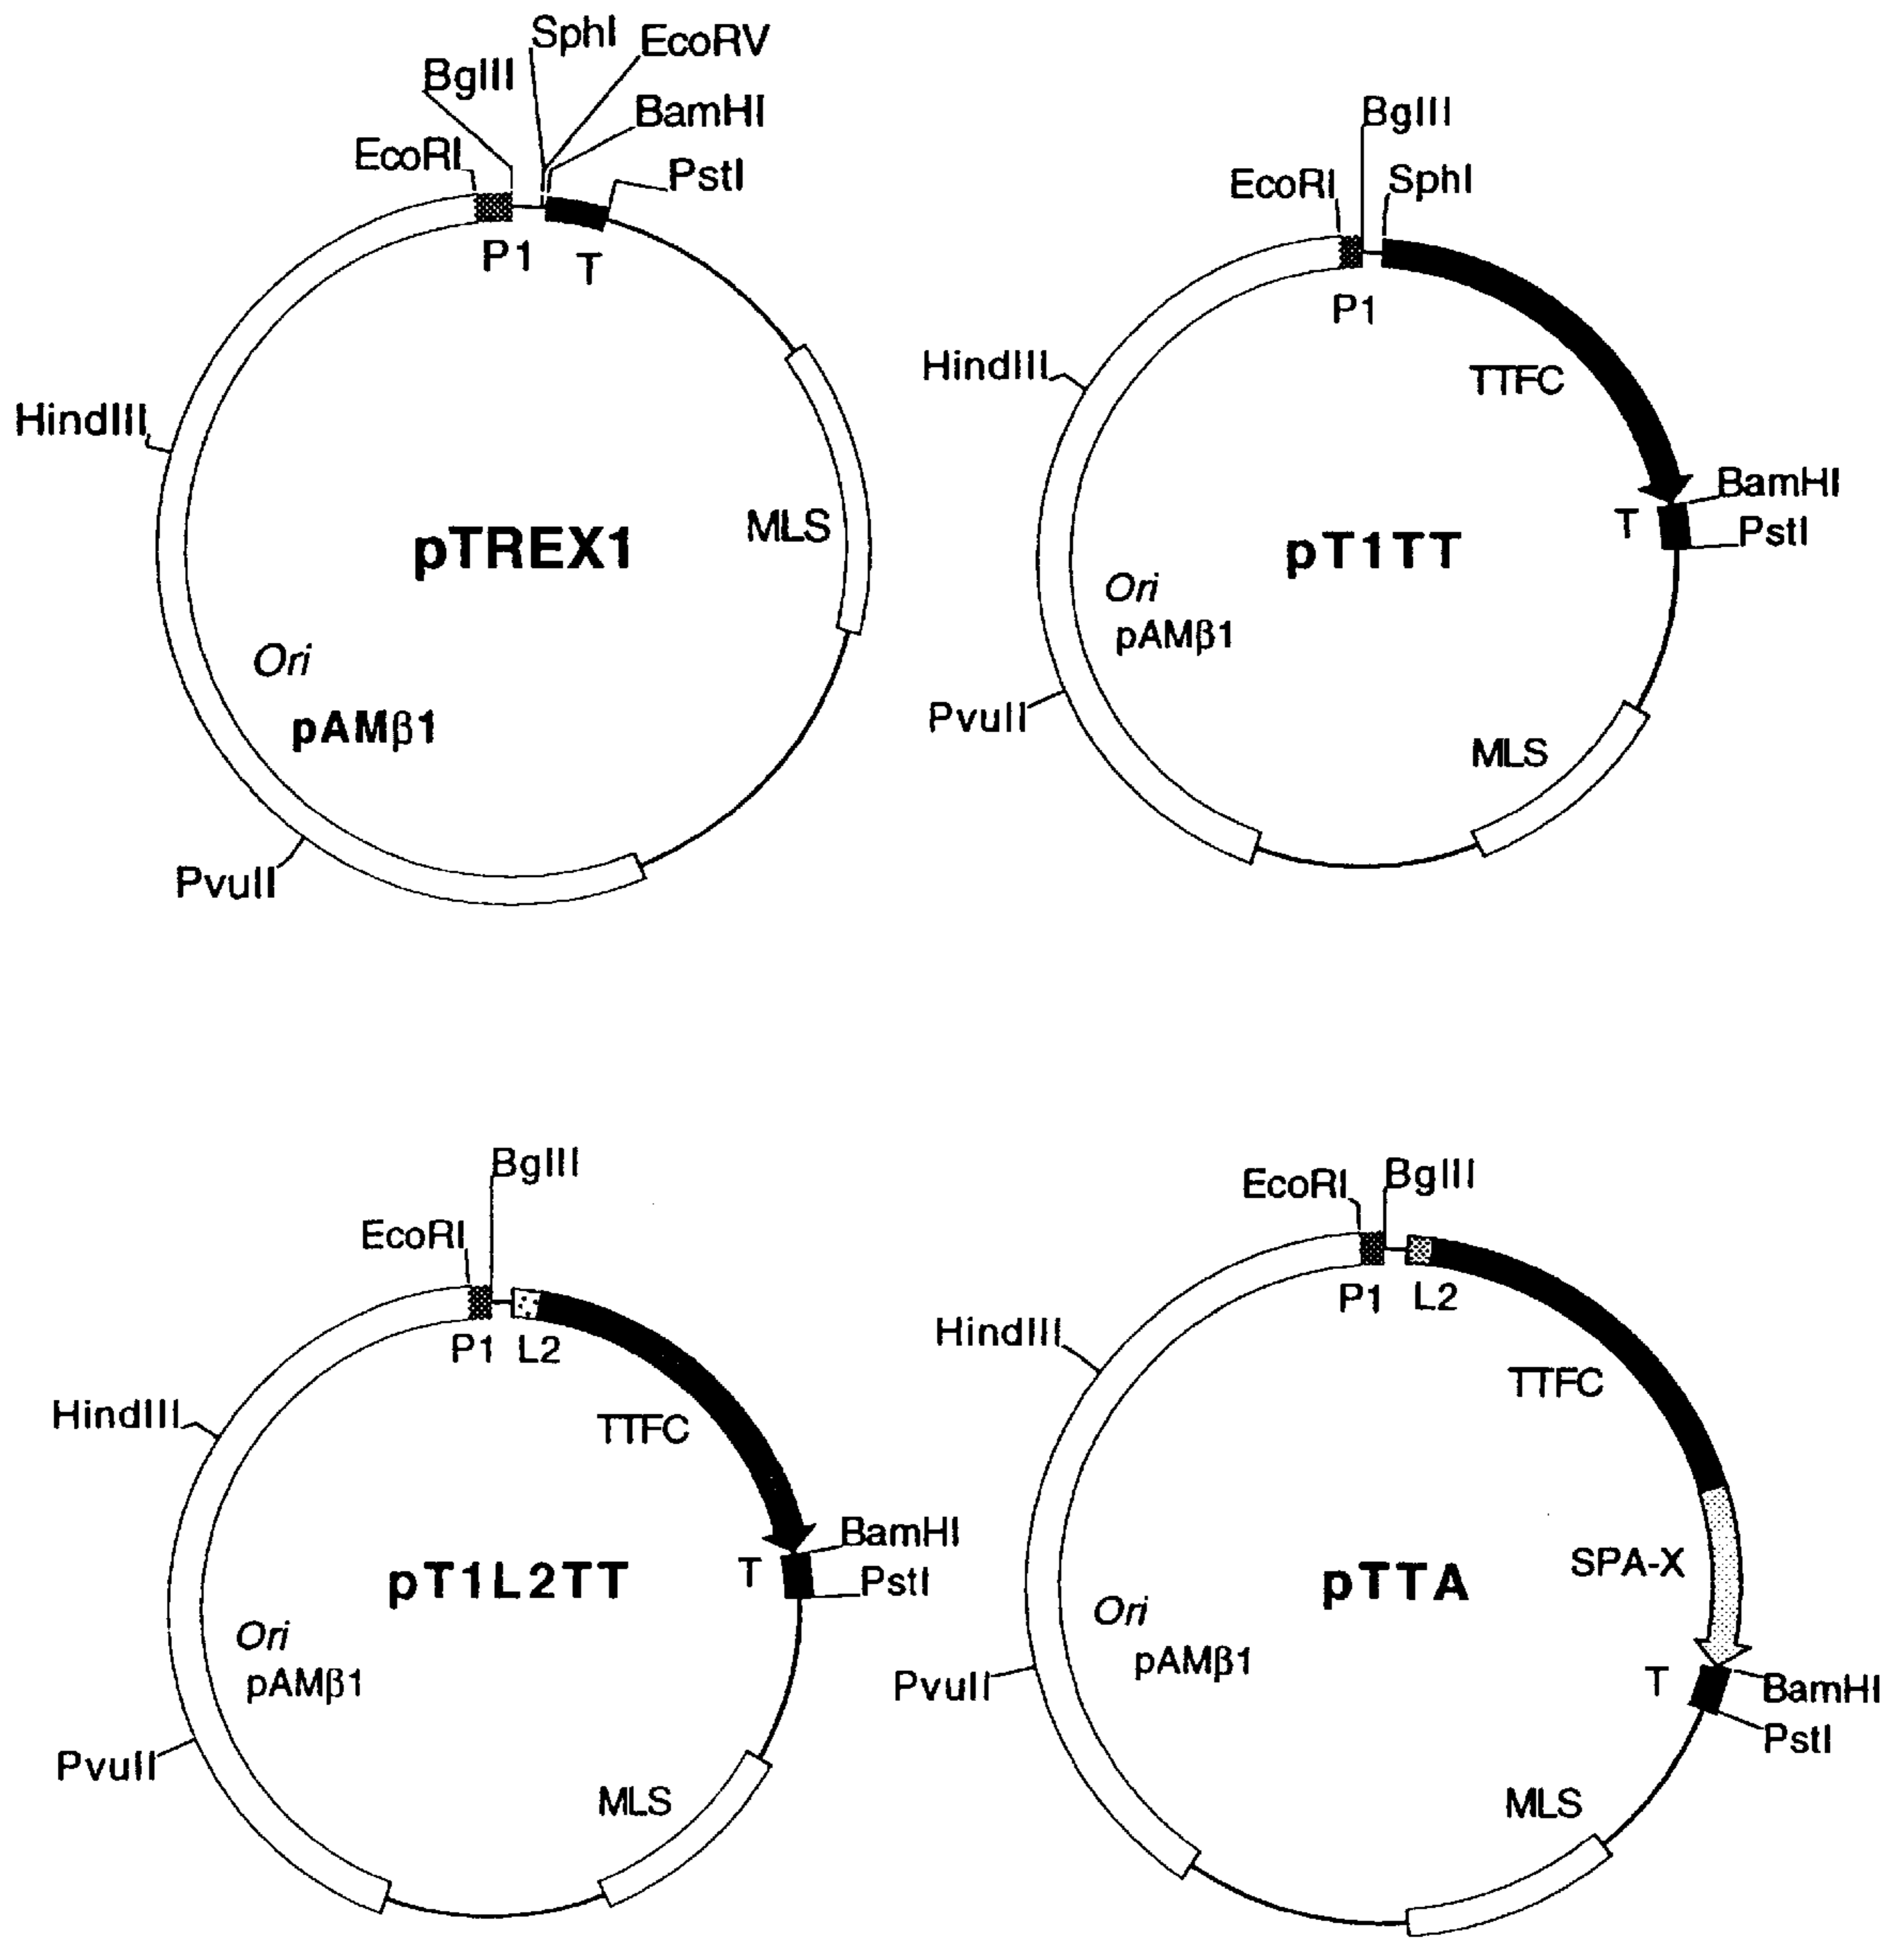 SphI
EcoRV
BglII
BamHI
EcoRI
PstI
P1
T
HindIII
MLS
pTREX1
Ori
pAMβ1
PvuII
BglII
SphI
EcoRI
P1
HindIII
TTFC
BamHI
T
PstI
pT1TT
Ori
pAMβ1
PvuII
MLS
BglII
EcoRI
P1 L2
HindIII
TTFC
BamHI
T
PstI
pT1L2TT
Ori
pAMβ1
PvuII
MLS
BglII
EcoRI
P1 L2
HindIII
TTFC
SPA-X
pTTA
Ori
pAMβ1
PvuII
T
BamHI
PstI
MLS